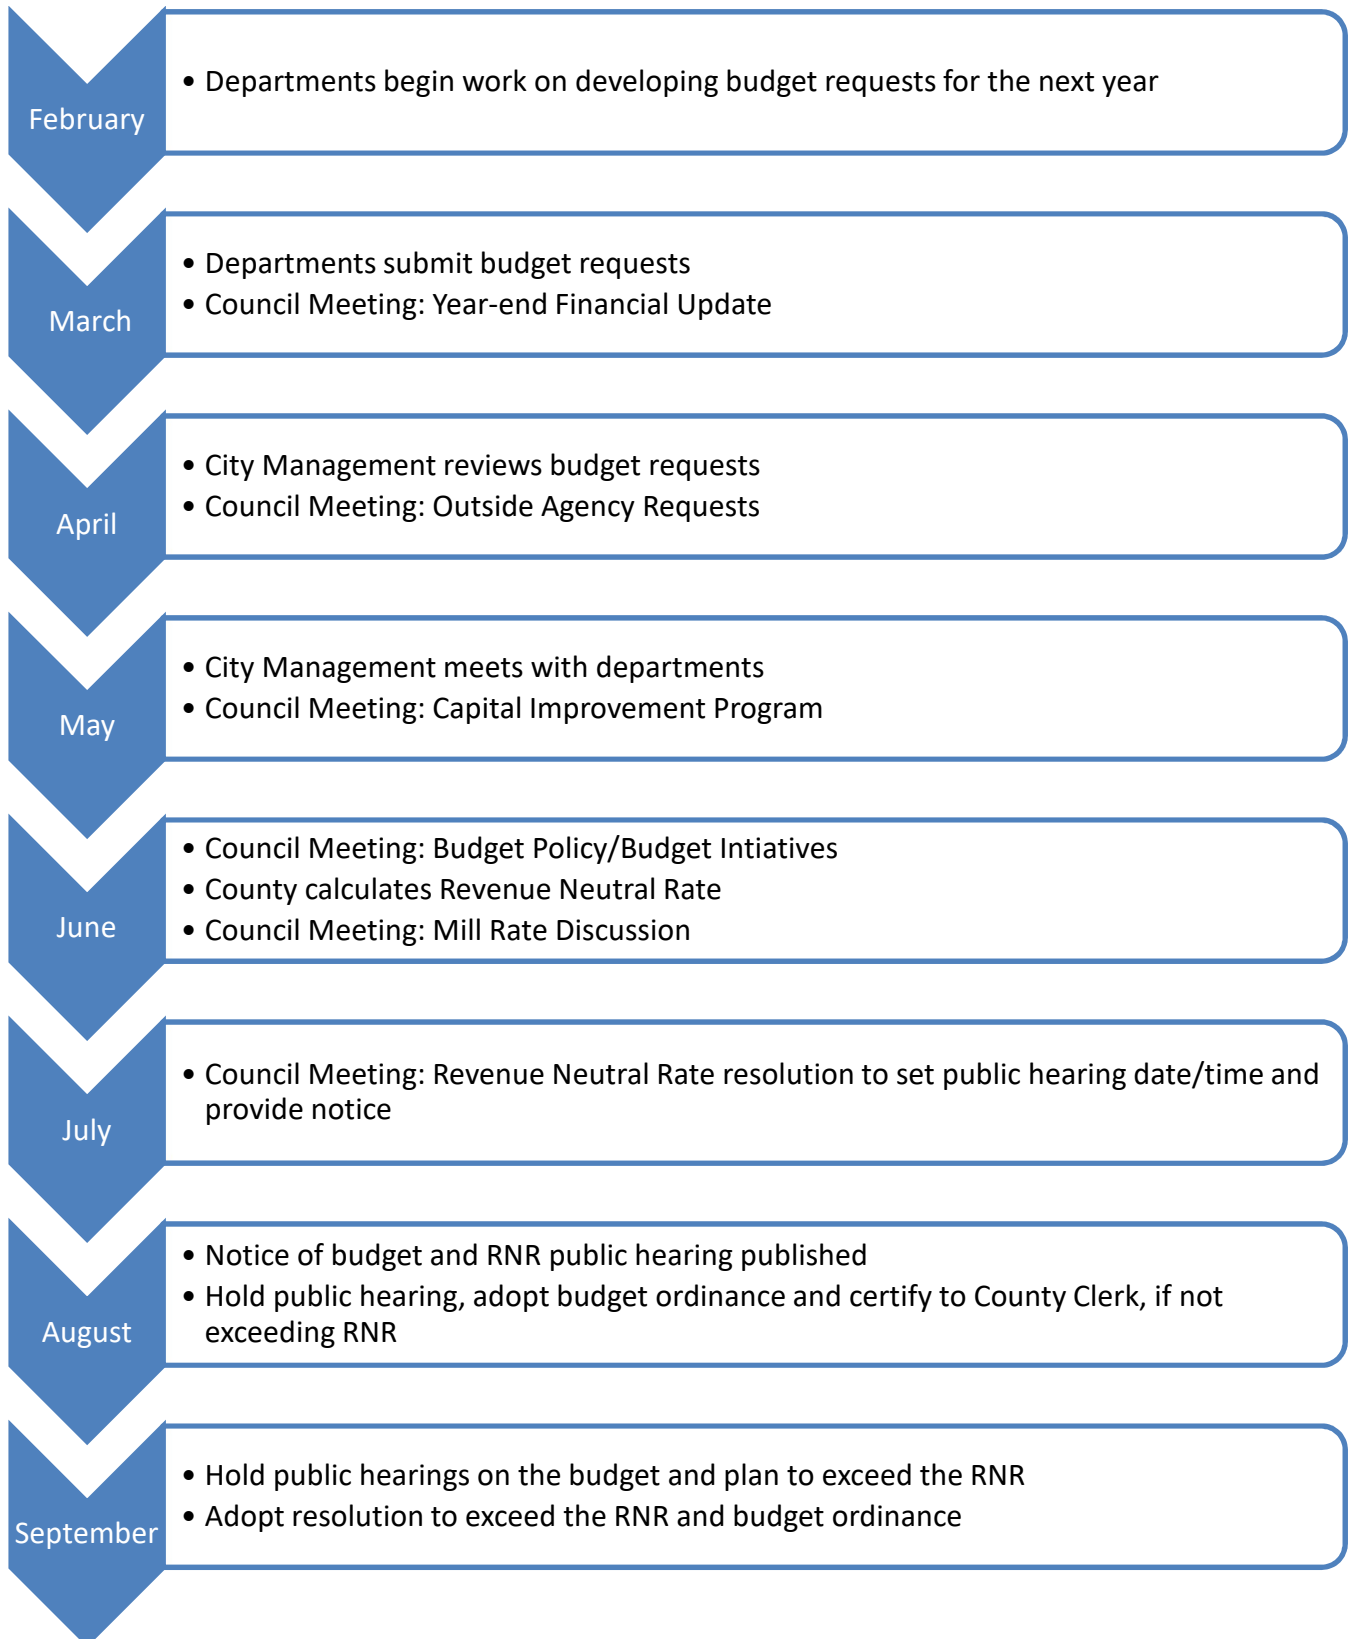 February
• Departments begin work on developing budget requests for the next year
March
• Departments submit budget requests
• Council Meeting: Year-end Financial Update
April
• City Management reviews budget requests
• Council Meeting: Outside Agency Requests
May
• City Management meets with departments
• Council Meeting: Capital Improvement Program
June
• Council Meeting: Budget Policy/Budget Intiatives
• County calculates Revenue Neutral Rate
• Council Meeting: Mill Rate Discussion
July
• Council Meeting: Revenue Neutral Rate resolution to set public hearing date/time and
provide notice
August
• Notice of budget and RNR public hearing published
• Hold public hearing, adopt budget ordinance and certify to County Clerk, if not
exceeding RNR
September
• Hold public hearings on the budget and plan to exceed the RNR
• Adopt resolution to exceed the RNR and budget ordinance